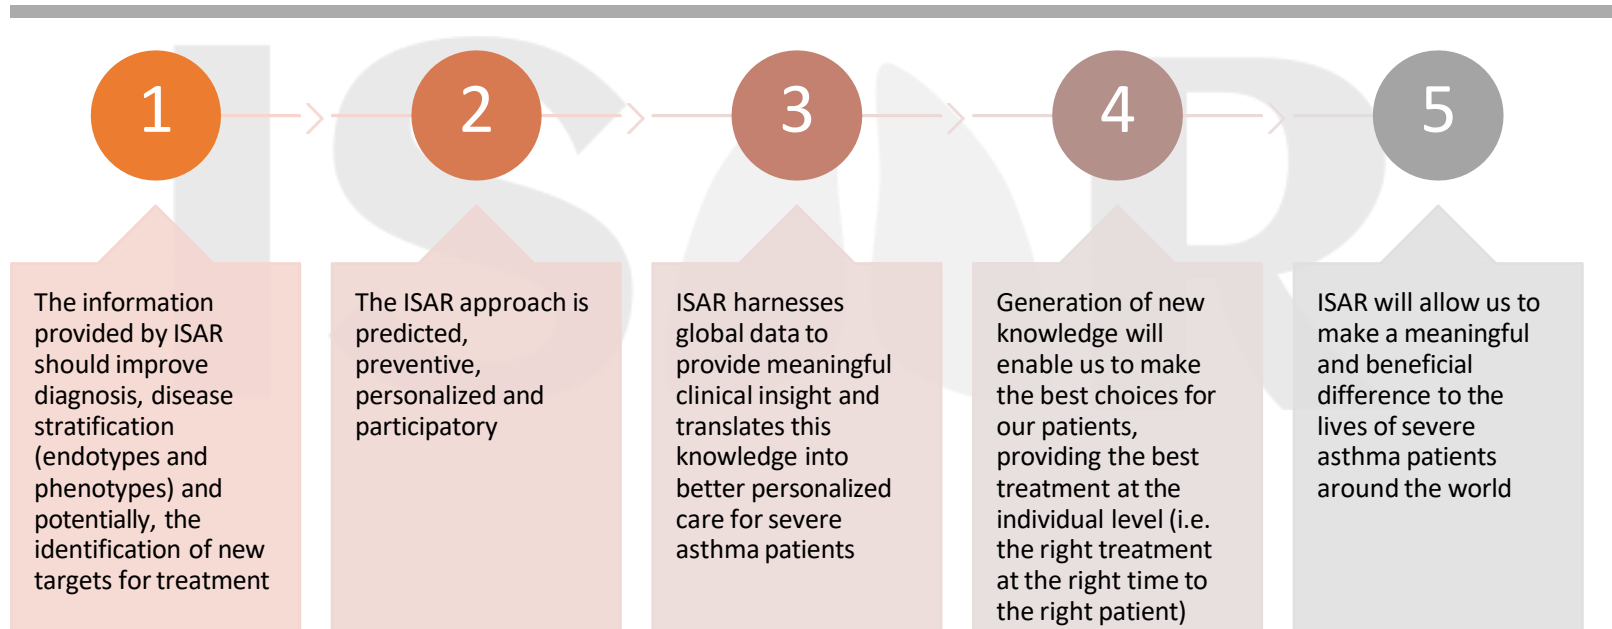 1
The information
provided by ISAR
should improve
diagnosis, disease
stratification
(endotypes and
phenotypes) and
potentially, the
identification of new
targets for treatment
2
The ISAR approach is
predicted,
preventive,
personalized and
participatory
3
ISAR harnesses
global data to
provide meaningful
clinical insight and
translates this
knowledge into
better personalized
care for severe
asthma patients
4
Generation of new
knowledge will
enable us to make
the best choices for
our patients,
providing the best
treatment at the
individual level (i.e.
the right treatment
at the right time to
the right patient)
5
ISAR will allow us to
make a meaningful
and beneficial
difference to the
lives of severe
asthma patients
around the world
ISAR